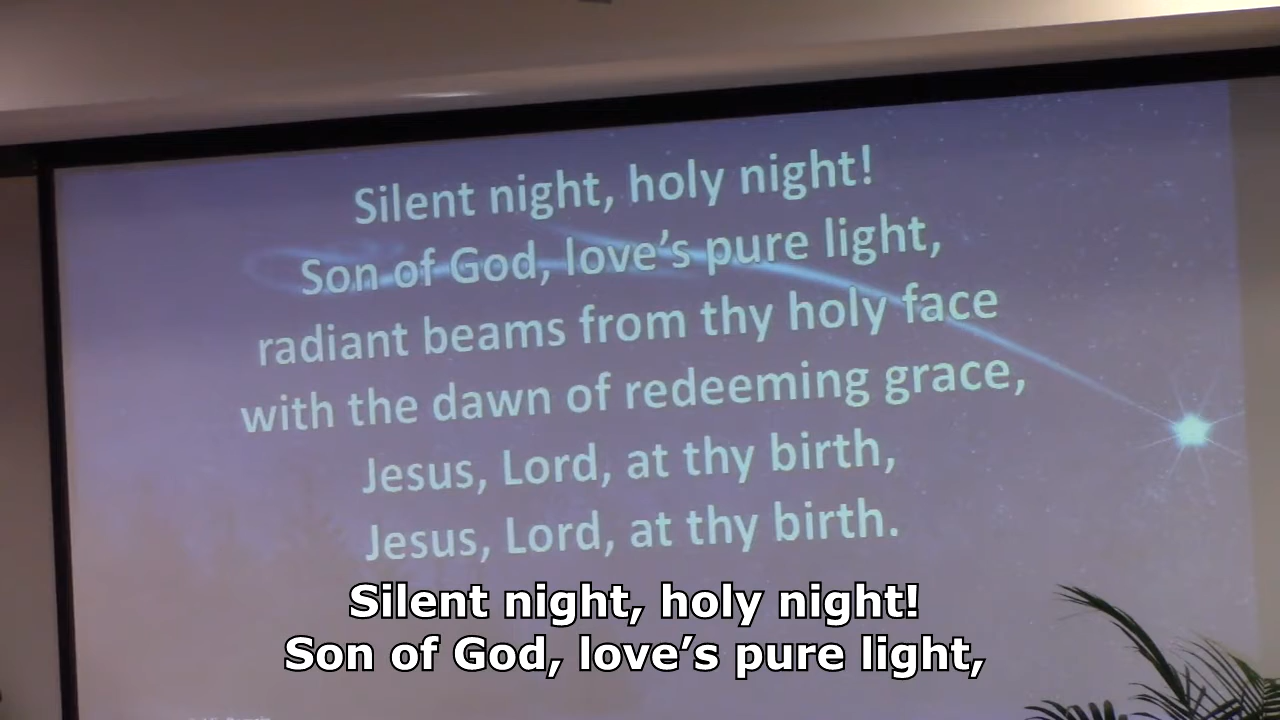 Silent night, holy night!
Son of God, love’s pure light,
radiant beams from thy holy face
with the dawn of redeeming grace,
Jesus, Lord, at thy birth,
Jesus, Lord, at thy birth.
Silent night, holy night!
Son of God, love’s pure light,